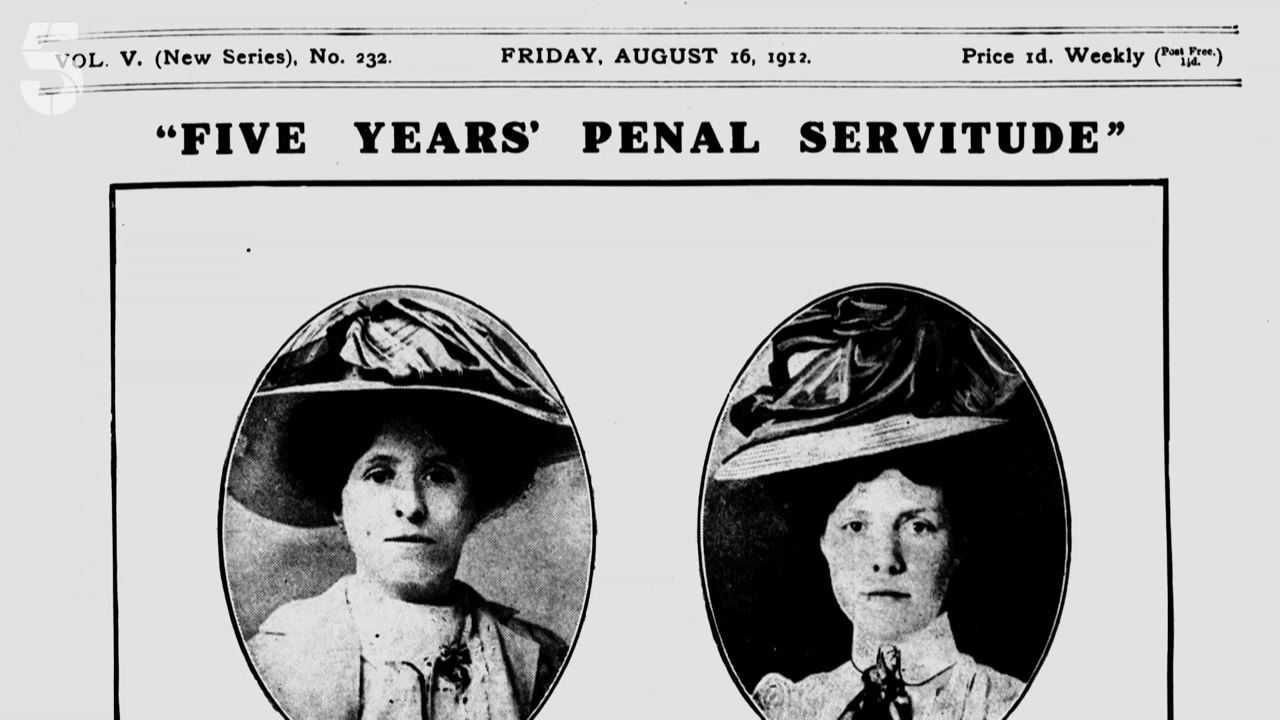 5
VOL. V. (New Series), No. 232. FRIDAY, AUGUST 16, 1912. Price 1d. Weekly (Post Free, 1½d.)
“FIVE YEARS’ PENAL SERVITUDE”